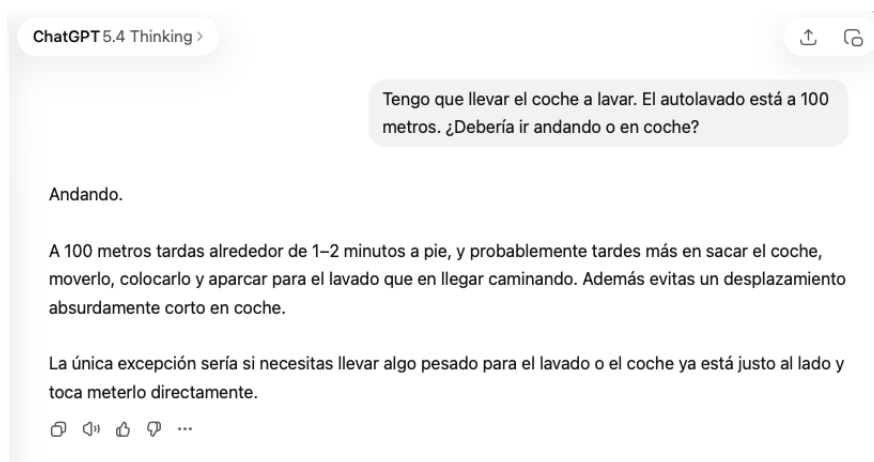 ChatGPT 5.4 Thinking >
Tengo que llevar el coche a lavar. El autolavado está a 100
metros. ¿Debería ir andando o en coche?
Andando.
A 100 metros tardas alrededor de 1–2 minutos a pie, y probablemente tardes más en sacar el coche,
moverlo, colocarlo y aparcar para el lavado que en llegar caminando. Además evitas un desplazamiento
absurdamente corto en coche.
La única excepción sería si necesitas llevar algo pesado para el lavado o el coche ya está justo al lado y
toca meterlo directamente.